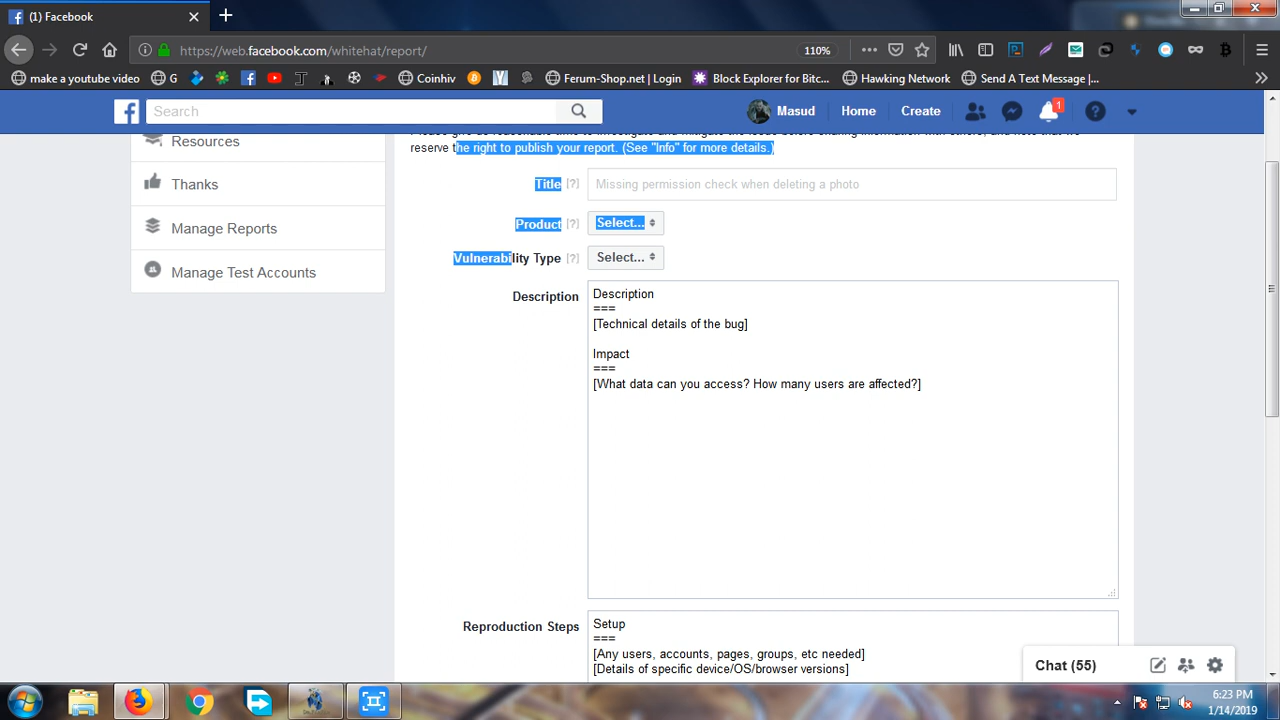 (1) Facebook
https://web.facebook.com/whitehat/report/
110%
make a youtube video
G
Coinhiv
Ferum-Shop.net | Login
Block Explorer for Bitc...
Hawking Network
Send A Text Message |...
Search
Masud
Home
Create
1
reserve the right to publish your report. (See "Info" for more details.)
Resources
Thanks
Manage Reports
Manage Test Accounts
Title [?]
Missing permission check when deleting a photo
Product [?]
Select...
Vulnerability Type [?]
Select...
Description
Description
===
[Technical details of the bug]
Impact
===
[What data can you access? How many users are affected?]
Reproduction Steps
Setup
===
[Any users, accounts, pages, groups, etc needed]
[Details of specific device/OS/browser versions]
Chat (55)
6:23 PM
1/14/2019